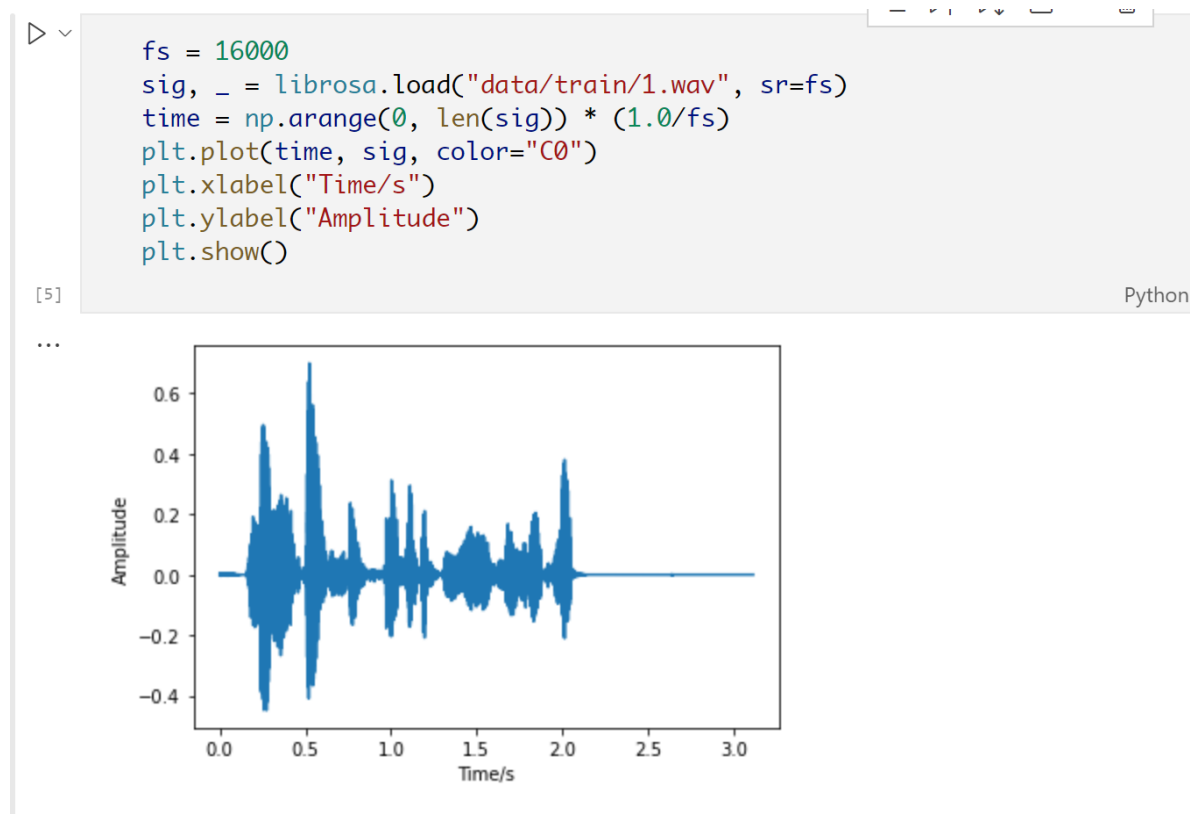 fs = 16000
sig, _ = librosa.load("data/train/1.wav", sr=fs)
time = np.arange(0, len(sig)) * (1.0/fs)
plt.plot(time, sig, color="C0")
plt.xlabel("Time/s")
plt.ylabel("Amplitude")
plt.show()
[5]
Python
...
0.6
0.4
0.2
0.0
−0.2
−0.4
Amplitude
0.0 0.5 1.0 1.5 2.0 2.5 3.0
Time/s